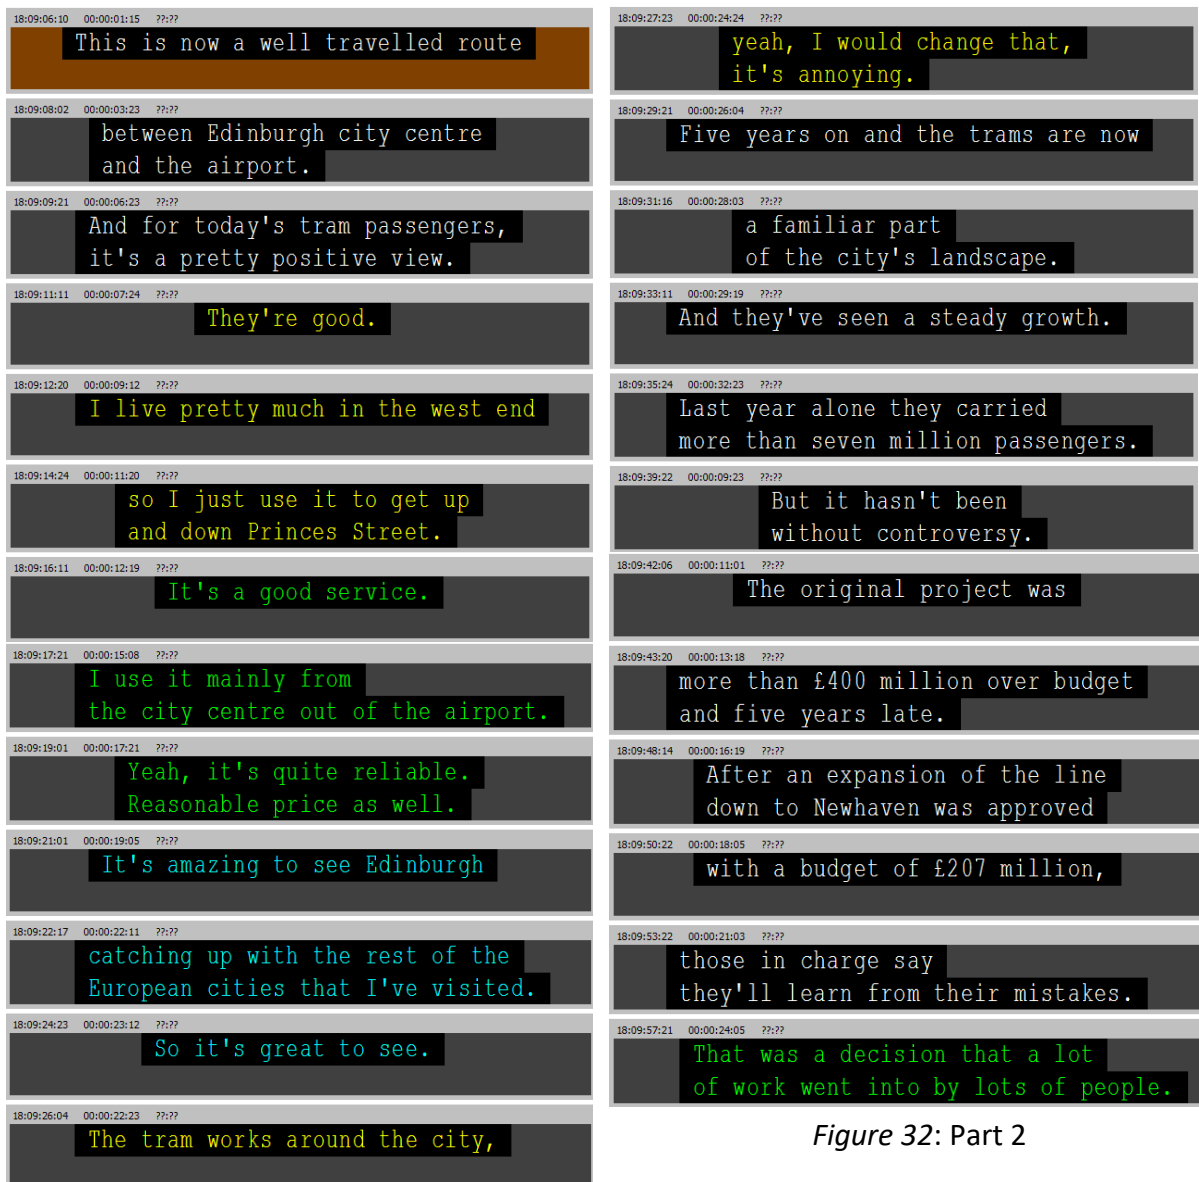 18:09:06:10 00:00:01:15 ??:??
This is now a well travelled route
18:09:08:02 00:00:03:23 ??:??
between Edinburgh city centre
and the airport.
18:09:09:21 00:00:06:23 ??:??
And for today's tram passengers,
it's a pretty positive view.
18:09:11:11 00:00:07:24 ??:??
They're good.
18:09:12:20 00:00:09:12 ??:??
I live pretty much in the west end
18:09:14:24 00:00:11:20 ??:??
so I just use it to get up
and down Princes Street.
18:09:16:11 00:00:12:19 ??:??
It's a good service.
18:09:17:21 00:00:15:08 ??:??
I use it mainly from
the city centre out of the airport.
18:09:19:01 00:00:17:21 ??:??
Yeah, it's quite reliable.
Reasonable price as well.
18:09:21:01 00:00:19:05 ??:??
It's amazing to see Edinburgh
18:09:22:17 00:00:22:11 ??:??
catching up with the rest of the
European cities that I've visited.
18:09:24:23 00:00:23:12 ??:??
So it's great to see.
18:09:26:04 00:00:22:23 ??:??
The tram works around the city,
18:09:27:23 00:00:24:24 ??:??
yeah, I would change that,
it's annoying.
18:09:29:21 00:00:26:04 ??:??
Five years on and the trams are now
18:09:31:16 00:00:28:03 ??:??
a familiar part
of the city's landscape.
18:09:33:11 00:00:29:19 ??:??
And they've seen a steady growth.
18:09:35:24 00:00:32:23 ??:??
Last year alone they carried
more than seven million passengers.
18:09:39:22 00:00:09:23 ??:??
But it hasn't been
without controversy.
18:09:42:06 00:00:11:01 ??:??
The original project was
18:09:43:20 00:00:13:18 ??:??
more than £400 million over budget
and five years late.
18:09:48:14 00:00:16:19 ??:??
After an expansion of the line
down to Newhaven was approved
18:09:50:22 00:00:18:05 ??:??
with a budget of £207 million,
18:09:53:22 00:00:21:03 ??:??
those in charge say
they'll learn from their mistakes.
18:09:57:21 00:00:24:05 ??:??
That was a decision that a lot
of work went into by lots of people.
Figure 32: Part 2